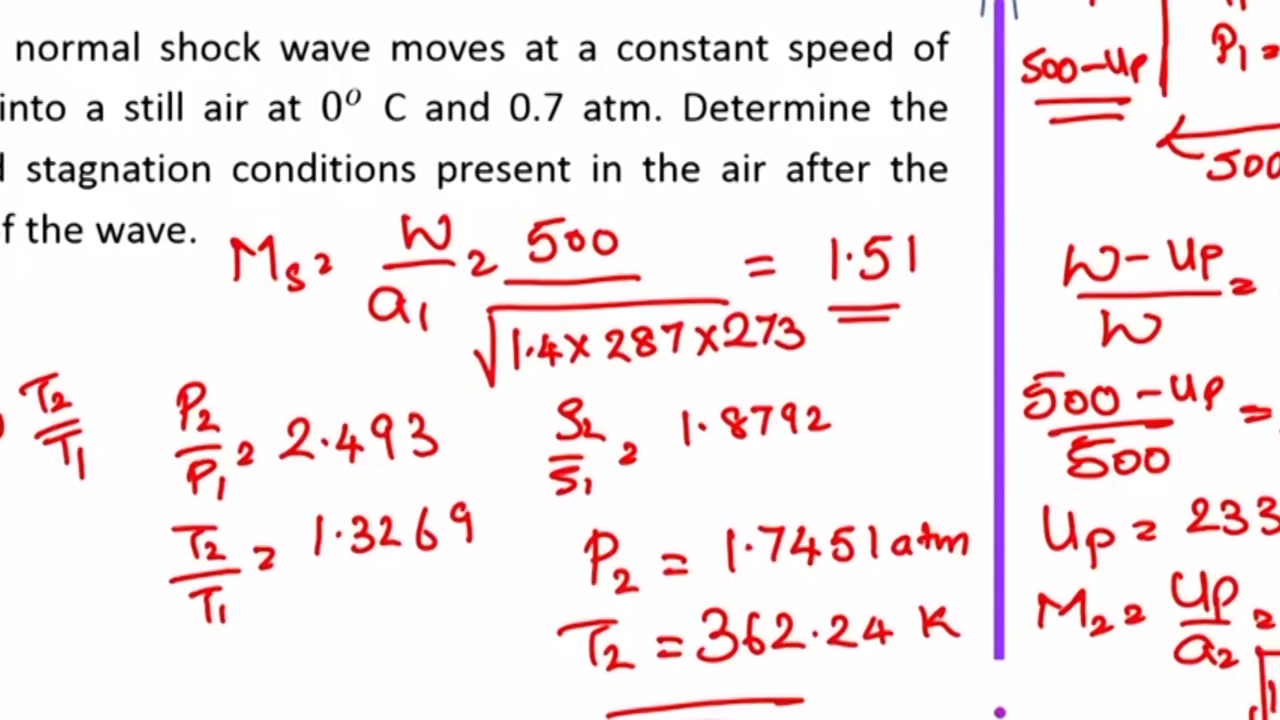 normal shock wave moves at a constant speed of
into a still air at 0° C and 0.7 atm. Determine the
stagnation conditions present in the air after the
f the wave.
Ms = W/a1 = 500/√1.4×287×273 = 1.51
T2/T1
P2/P1 = 2.493
S2/S1 = 1.8792
T2/T1 = 1.3269
P2 = 1.7451 atm
T2 = 362.24 K
500-Up
P1 =
500
W-Up/W =
500-Up/500 =
Up = 233
M2 = Up/a2 =